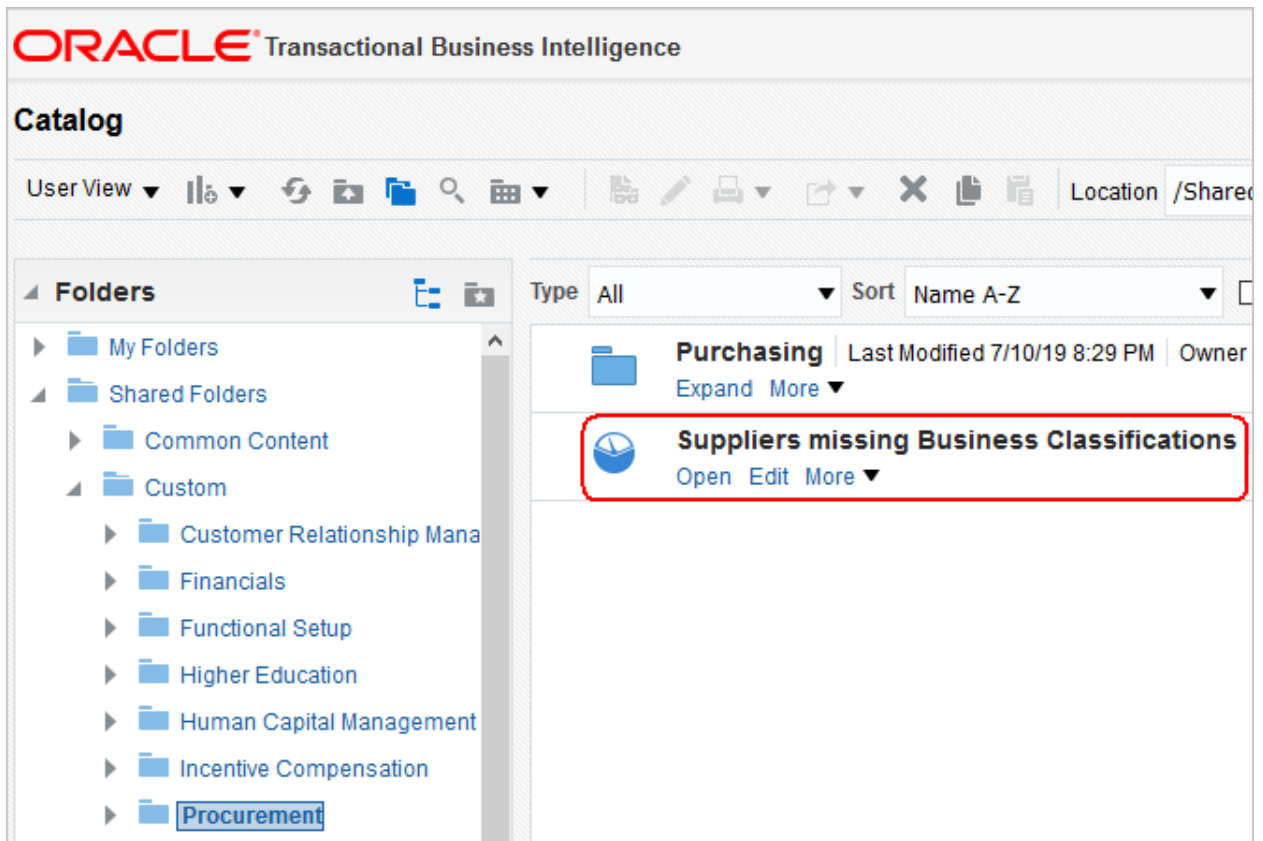 ORACLE Transactional Business Intelligence
Catalog
User View Location /Shared
Folders
My Folders
Shared Folders
Common Content
Custom
Customer Relationship Mana
Financials
Functional Setup
Higher Education
Human Capital Management
Incentive Compensation
Procurement
Type All Sort Name A-Z
Purchasing Last Modified 7/10/19 8:29 PM Owner
Expand More
Suppliers missing Business Classifications
Open Edit More